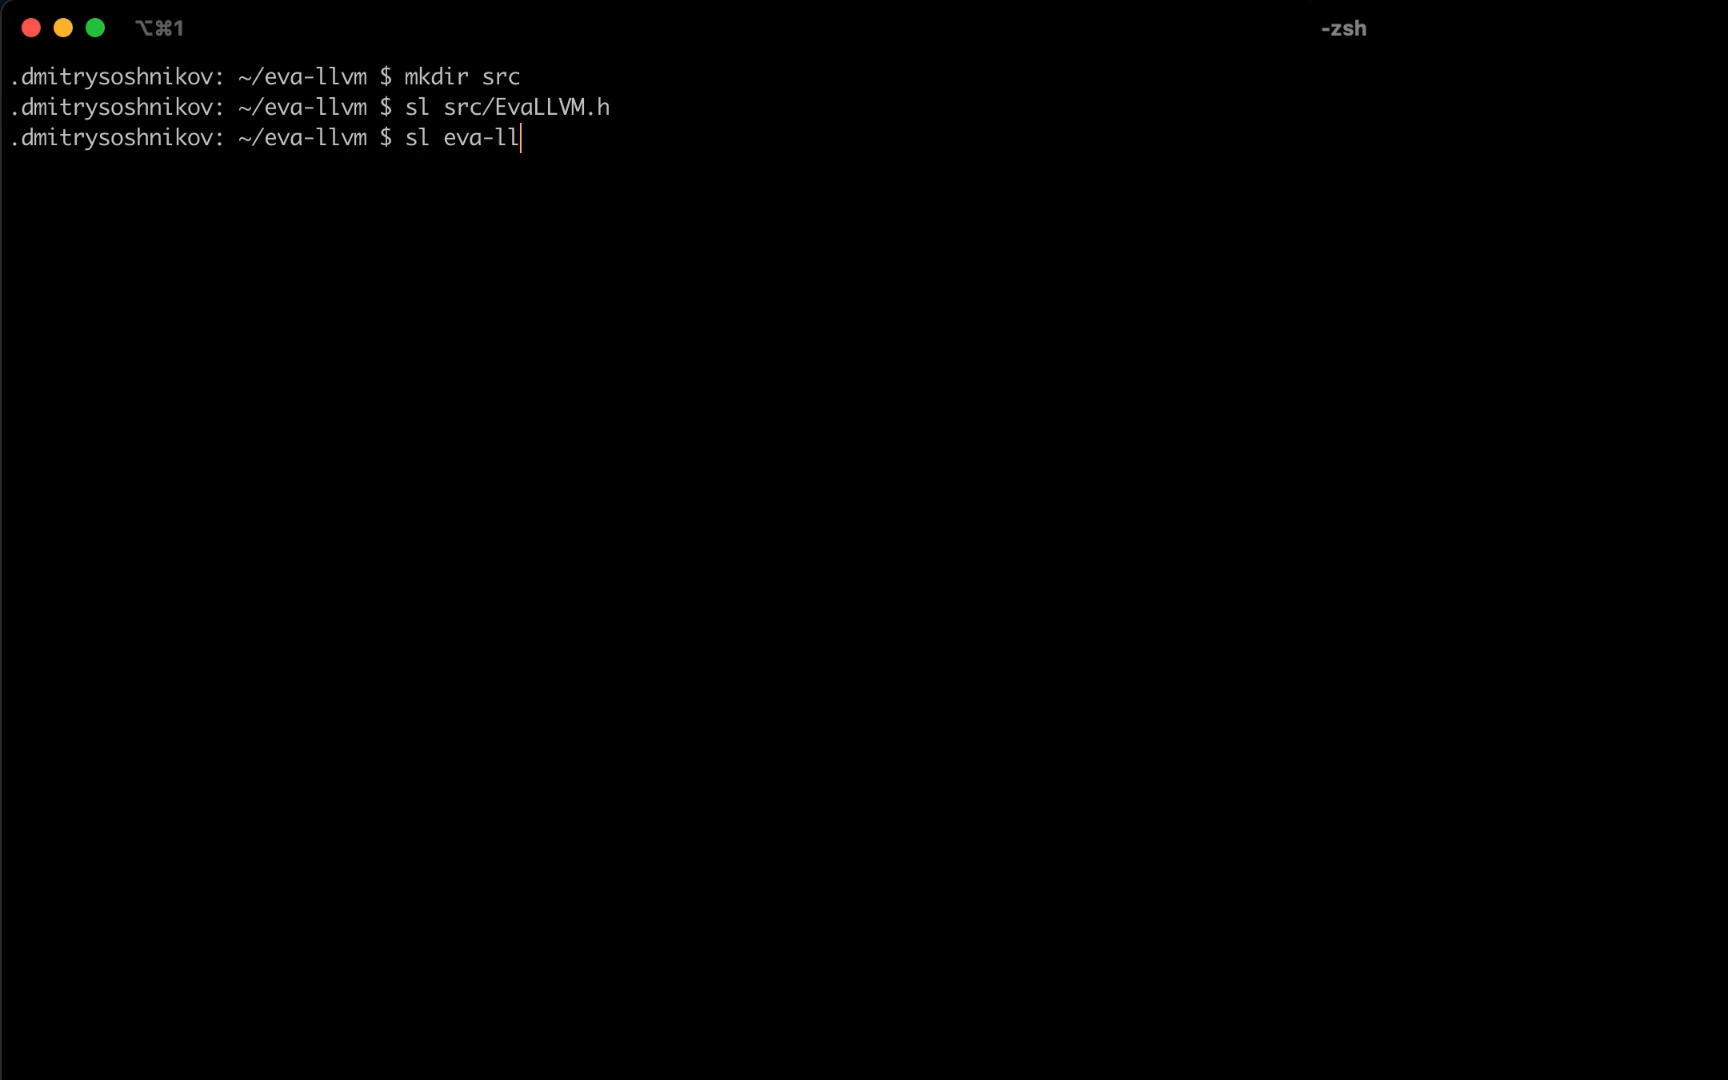 ⌥⌘1
-zsh
.dmitrysoshnikov: ~/eva-llvm $ mkdir src
.dmitrysoshnikov: ~/eva-llvm $ sl src/EvaLLVM.h
.dmitrysoshnikov: ~/eva-llvm $ sl eva-ll